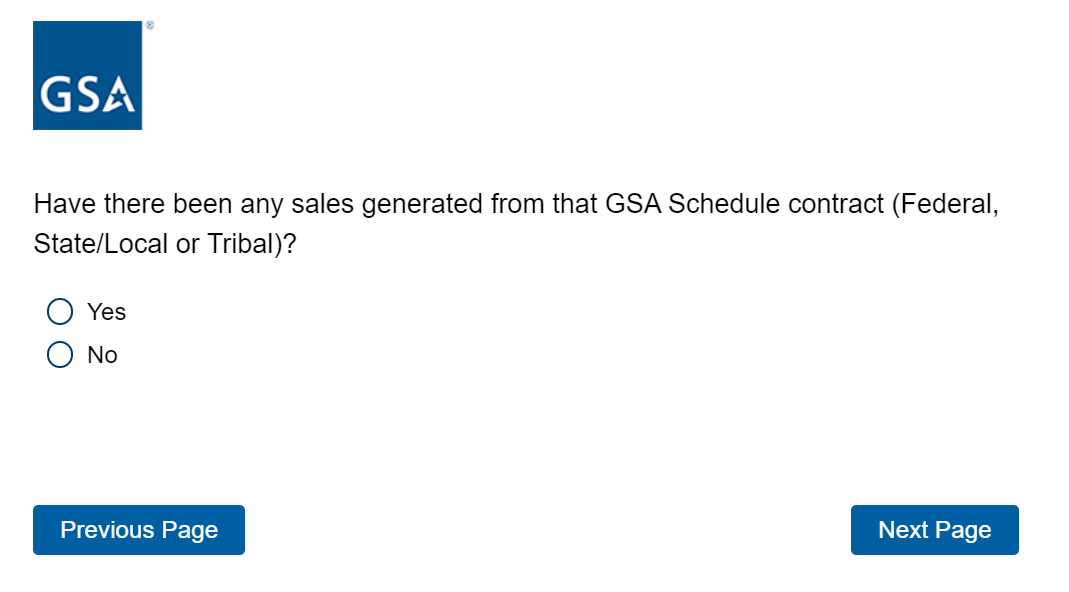 GSA
®
Have there been any sales generated from that GSA Schedule contract (Federal,
State/Local or Tribal)?
Yes
No
Previous Page
Next Page